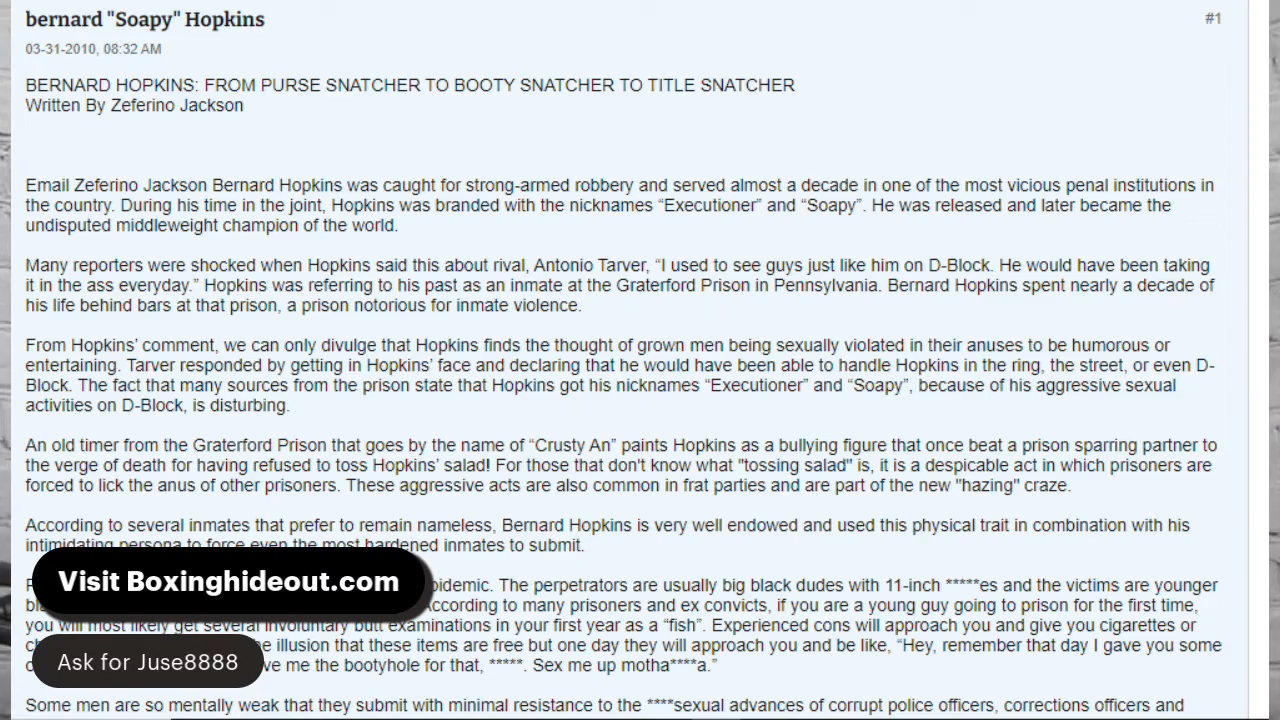 bernard "Soapy" Hopkins
#1
03-31-2010, 08:32 AM
BERNARD HOPKINS: FROM PURSE SNATCHER TO BOOTY SNATCHER TO TITLE SNATCHER
Written By Zeferino Jackson
Email Zeferino Jackson Bernard Hopkins was caught for strong-armed robbery and served almost a decade in one of the most vicious penal institutions in
the country. During his time in the joint, Hopkins was branded with the nicknames “Executioner” and “Soapy”. He was released and later became the
undisputed middleweight champion of the world.
Many reporters were shocked when Hopkins said this about rival, Antonio Tarver, “I used to see guys just like him on D-Block. He would have been taking
it in the ass everyday.” Hopkins was referring to his past as an inmate at the Graterford Prison in Pennsylvania. Bernard Hopkins spent nearly a decade of
his life behind bars at that prison, a prison notorious for inmate violence.
From Hopkins’ comment, we can only divulge that Hopkins finds the thought of grown men being sexually violated in their anuses to be humorous or
entertaining. Tarver responded by getting in Hopkins’ face and declaring that he would have been able to handle Hopkins in the ring, the street, or even D-
Block. The fact that many sources from the prison state that Hopkins got his nicknames “Executioner” and “Soapy”, because of his aggressive sexual
activities on D-Block, is disturbing.
An old timer from the Graterford Prison that goes by the name of “Crusty An” paints Hopkins as a bullying figure that once beat a prison sparring partner to
the verge of death for having refused to toss Hopkins’ salad! For those that don't know what "tossing salad" is, it is a despicable act in which prisoners are
forced to lick the anus of other prisoners. These aggressive acts are also common in frat parties and are part of the new "hazing" craze.
According to several inmates that prefer to remain nameless, Bernard Hopkins is very well endowed and used this physical trait in combination with his
intimidating persona to force even the most hardened inmates to submit.
The perpetrators are usually big black dudes with 11-inch *****es and the victims are younger
According to many prisoners and ex convicts, if you are a young guy going to prison for the first time,
you will most likely get several involuntary butt examinations in your first year as a “fish”. Experienced cons will approach you and give you cigarettes or
illusion that these items are free but one day they will approach you and be like, “Hey, remember that day I gave you some
me the bootyhole for that, *****. Sex me up motha****a.”
Some men are so mentally weak that they submit with minimal resistance to the ****sexual advances of corrupt police officers, corrections officers and
Visit Boxinghideout.com
Ask for Juse8888